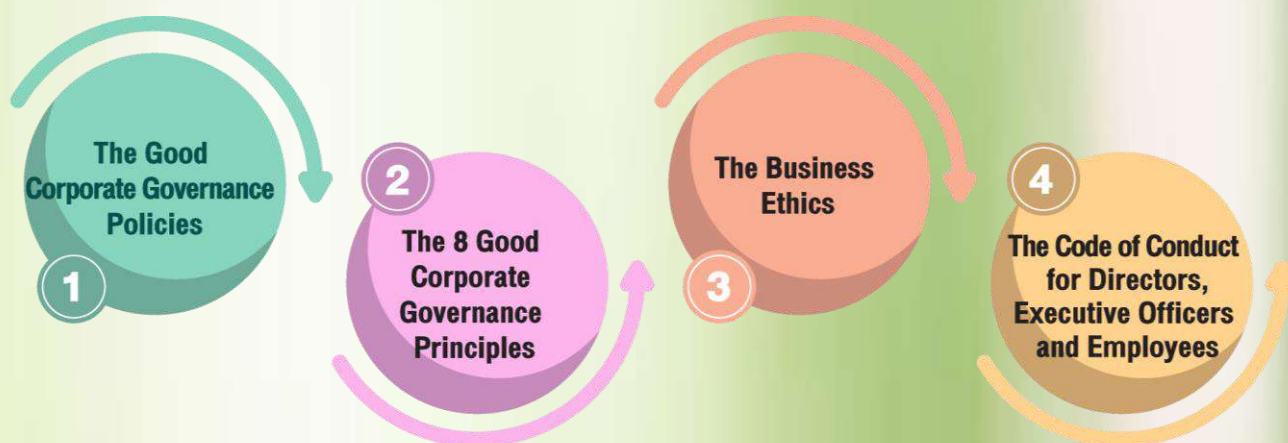 The Good
Corporate Governance
Policies
1
2
The 8 Good
Corporate
Governance
Principles
The Business
Ethics
3
4
The Code of Conduct
for Directors,
Executive Officers
and Employees